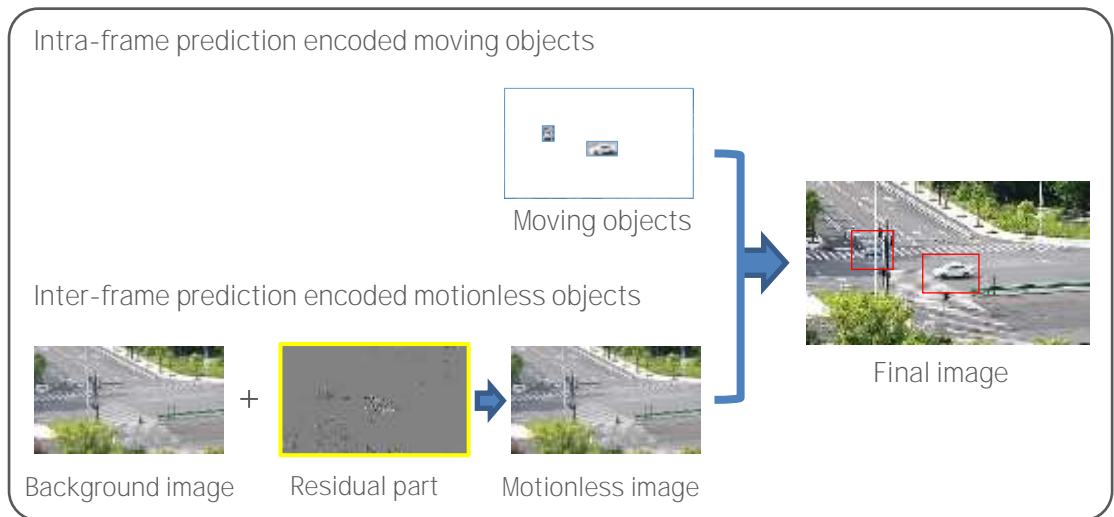 Intra-frame prediction encoded moving objects
Moving objects
Inter-frame prediction encoded motionless objects
+
Final image
Background image
Residual part
Motionless image